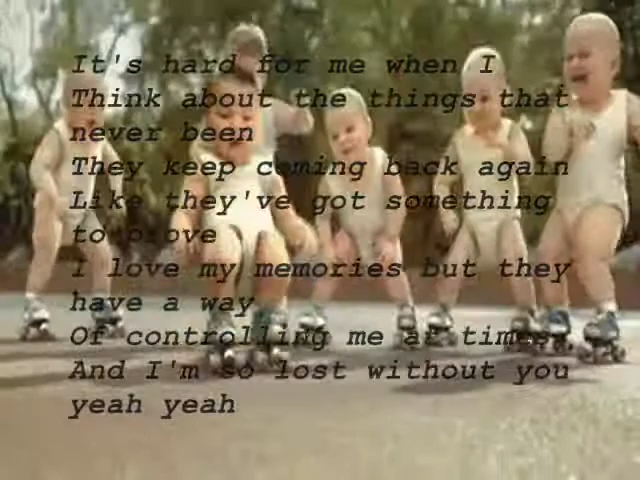 It's hard for me when I
Think about the things that
never been
They keep coming back again
Like they've got something
to prove
I love my memories but they
have a way
Of controlling me at times.
And I'm so lost without you
yeah yeah